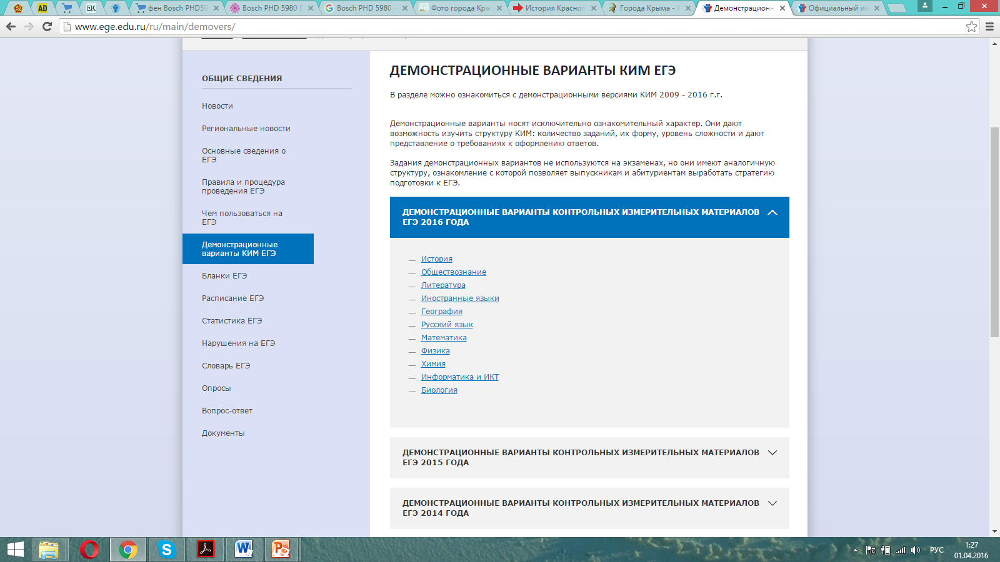 AD
EK
фен Bosch PHD59
Bosch PHD 5980 
Bosch PHD 5980 -
Фото города Кра
История Красног
Города Крыма -
Демонстрационн
Официальный ин
www.ege.edu.ru/ru/main/demovers/
ОБЩИЕ СВЕДЕНИЯ
Новости
Региональные новости
Основные сведения о
ЕГЭ
Правила и процедура
проведения ЕГЭ
Чем пользоваться на
ЕГЭ
Демонстрационные
варианты КИМ ЕГЭ
Бланки ЕГЭ
Расписание ЕГЭ
Статистика ЕГЭ
Нарушения на ЕГЭ
Словарь ЕГЭ
Опросы
Вопрос-ответ
Документы
ДЕМОНСТРАЦИОННЫЕ ВАРИАНТЫ КИМ ЕГЭ
В разделе можно ознакомиться с демонстрационными версиями КИМ 2009 - 2016 г.г.
Демонстрационные варианты носят исключительно ознакомительный характер. Они дают
возможность изучить структуру КИМ: количество заданий, их форму, уровень сложности и дают
представление о требованиях к оформлению ответов.
Задания демонстрационных вариантов не используются на экзаменах, но они имеют аналогичную
структуру, ознакомление с которой позволяет выпускникам и абитуриентам выработать стратегию
подготовки к ЕГЭ.
ДЕМОНСТРАЦИОННЫЕ ВАРИАНТЫ КОНТРОЛЬНЫХ ИЗМЕРИТЕЛЬНЫХ МАТЕРИАЛОВ
ЕГЭ 2016 ГОДА
— История
— Обществознание
— Литература
— Иностранные языки
— География
— Русский язык
— Математика
— Физика
— Химия
— Информатика и ИКТ
— Биология
ДЕМОНСТРАЦИОННЫЕ ВАРИАНТЫ КОНТРОЛЬНЫХ ИЗМЕРИТЕЛЬНЫХ МАТЕРИАЛОВ
ЕГЭ 2015 ГОДА
ДЕМОНСТРАЦИОННЫЕ ВАРИАНТЫ КОНТРОЛЬНЫХ ИЗМЕРИТЕЛЬНЫХ МАТЕРИАЛОВ
ЕГЭ 2014 ГОДА
РУС
1:27
01.04.2016